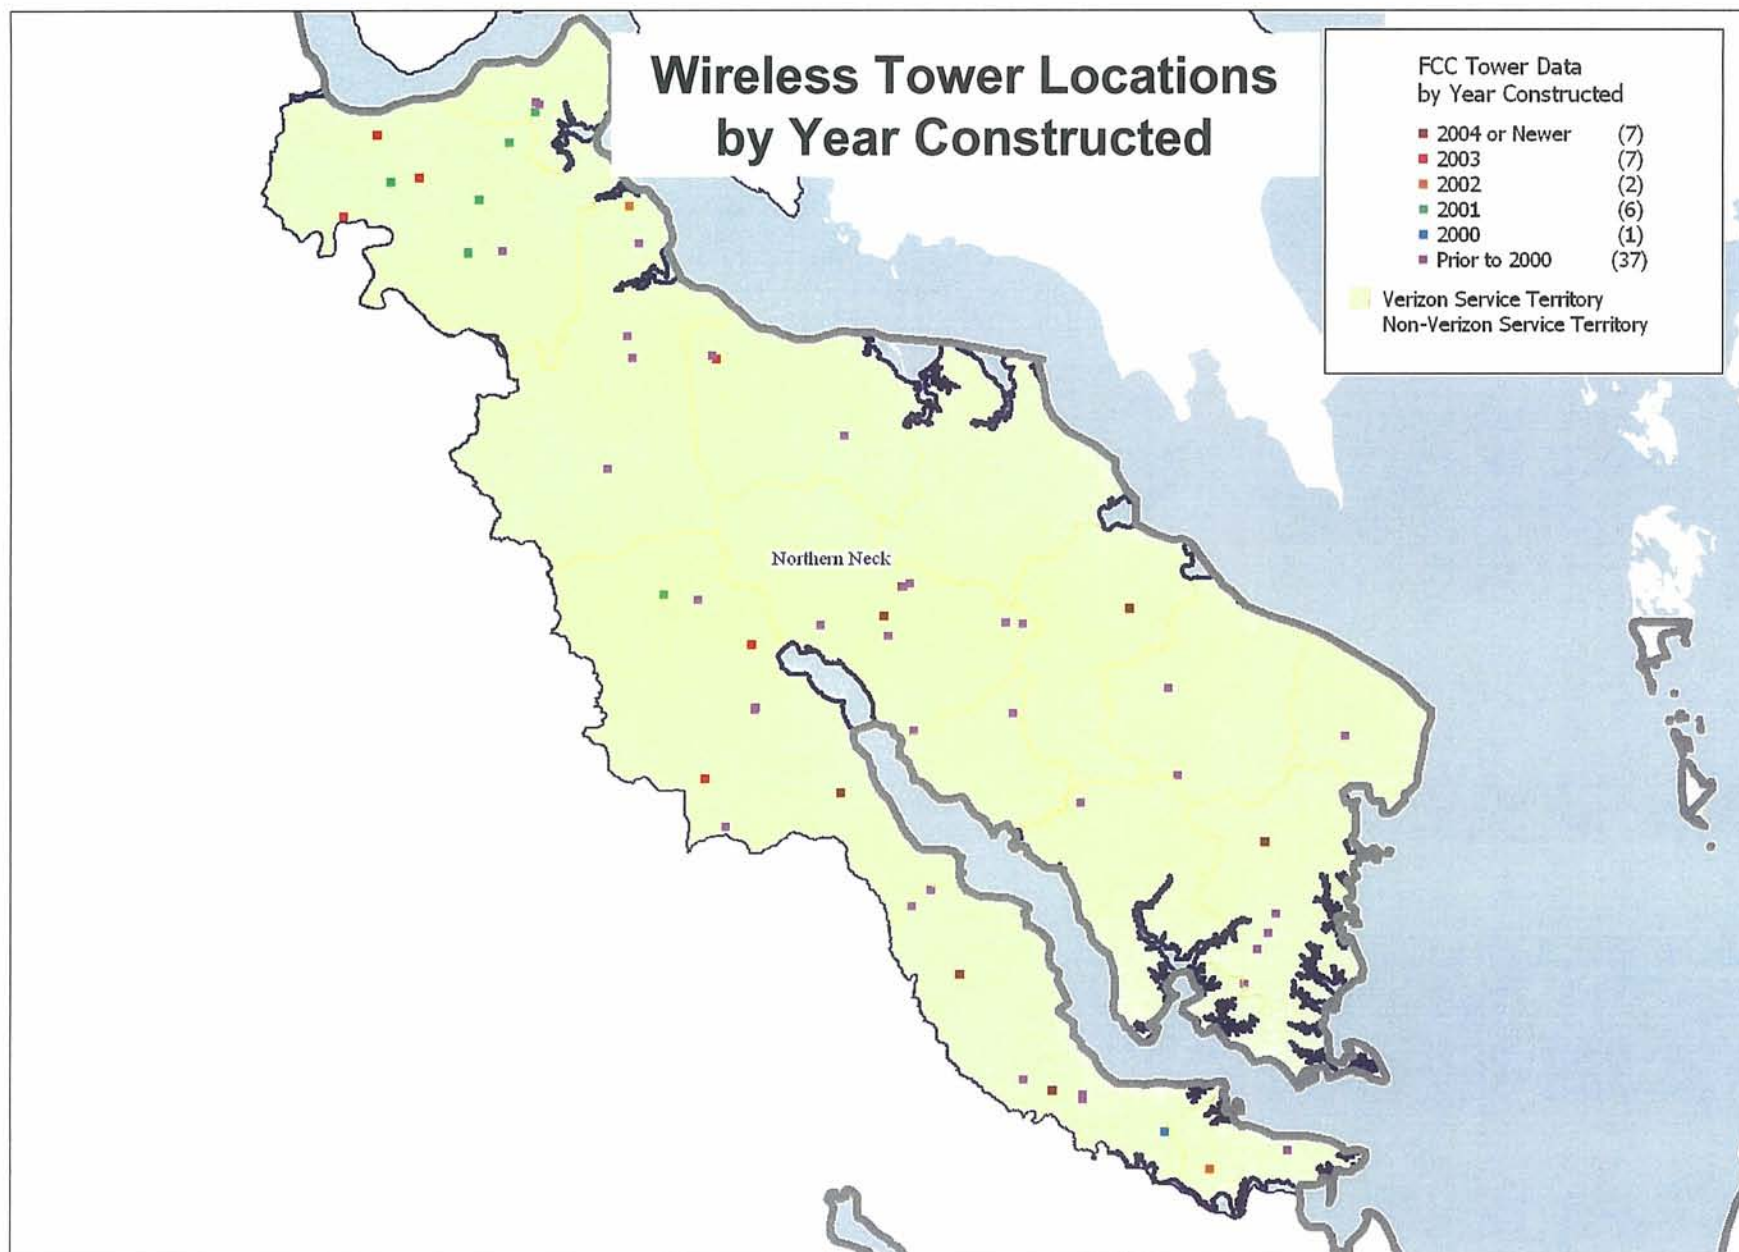 Wireless Tower Locations
by Year Constructed
FCC Tower Data
by Year Constructed
2004 or Newer (7)
2003 (7)
2002 (2)
2001 (6)
2000 (1)
Prior to 2000 (37)
Verizon Service Territory
Non-Verizon Service Territory
Northern Neck